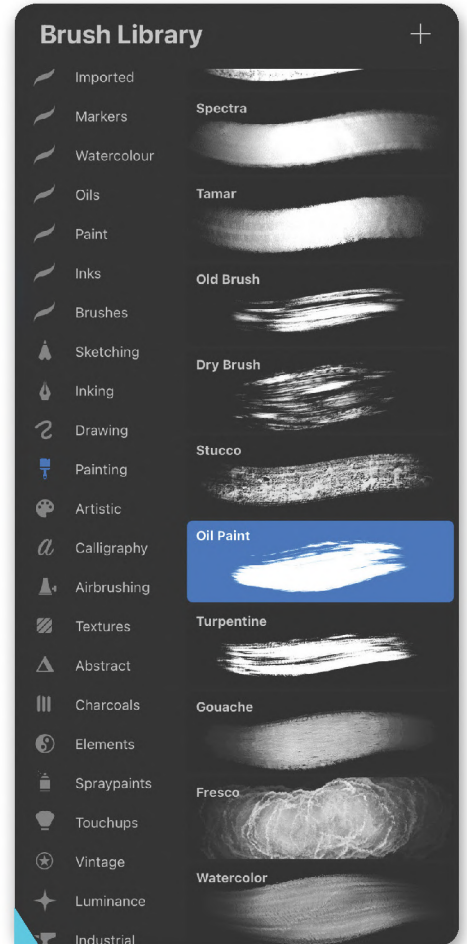 Brush Library
Imported
Markers
Watercolour
Oils
Paint
Inks
Brushes
Sketching
Inking
Drawing
Painting
Artistic
Calligraphy
Airbrushing
Textures
Abstract
Charcoals
Elements
Spraypaints
Touchups
Vintage
Luminance
Industrial
Spectra
Tamar
Old Brush
Dry Brush
Stucco
Oil Paint
Turpentine
Gouache
Fresco
Watercolor